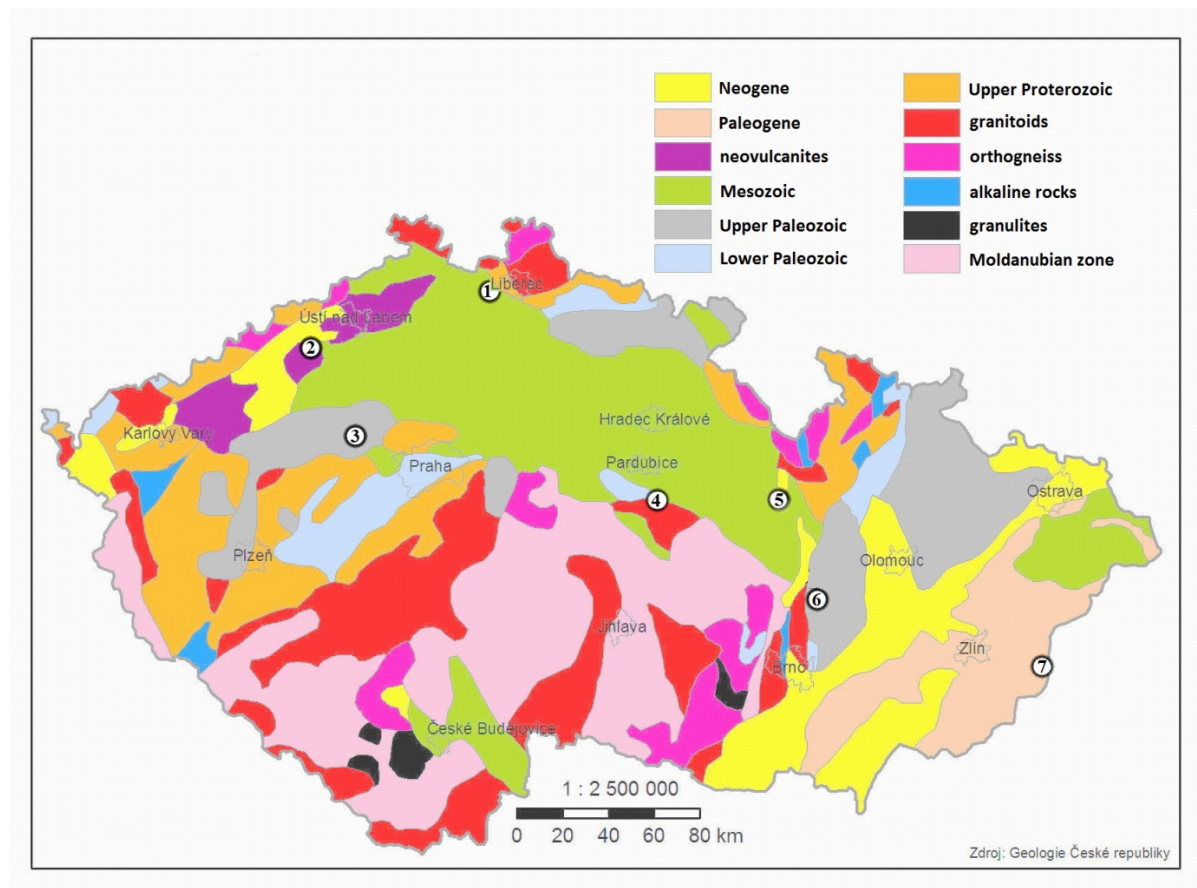 Neogene
Paleogene
neovulcanites
Mesozoic
Upper Paleozoic
Lower Paleozoic
Upper Proterozoic
granitoids
orthogneiss
alkaline rocks
granulites
Moldanubian zone
1
Liberec
Ústí nad Labem
2
Hradec Králové
Karlovy Vary
3
Praha
Pardubice
4
5
Ostrava
Plzeň
Olomouc
6
Jihlava
Zlín
Brno
7
České Budějovice
1 : 2 500 000
0 20 40 60 80 km
Zdroj: Geologie České republiky